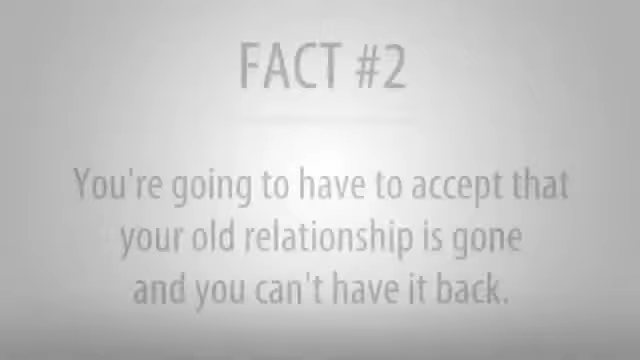 FACT #2
You're going to have to accept that
your old relationship is gone
and you can't have it back.